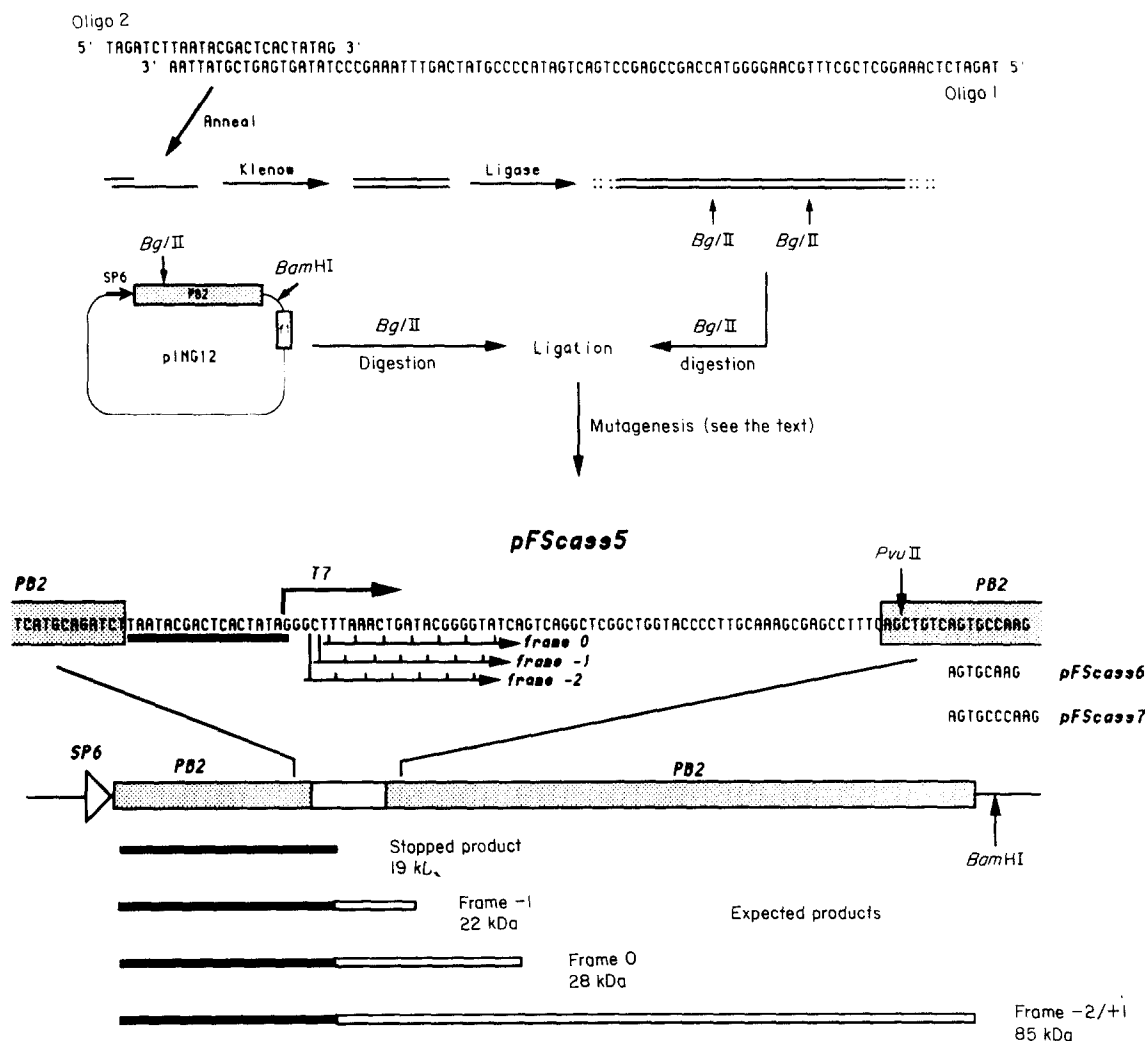 Oligo 2
5' TAGATCTTAATACGACTCACTATAG 3'
3' AATTATGCTGAGTGATATCCCGAAATTTGACTATGCCCCATAGTCAGTCCGAGCCGACCATGGGGAACGTTTCGCTCGGAAACTCTAGAT 5'
Oligo 1
Anneal
Klenow
Ligase
Bgl II
Bgl II
Bgl II
BamHI
SP6
PB2
f1
pING12
Bgl II
Digestion
Ligation
Bgl II
digestion
Mutagenesis (see the text)
pFScass5
Pvu II
PB2
T7
PB2
TCATGCAGATCTTAATACGACTCACTATAGGGCTTTAAACTGATACGGGGTATCAGTCAGGCTCGGCTGGTACCCCTTGCAAAGCGAGCCTTTCAGCTGTCAGTGCCAAG
frame 0
frame -1
frame -2
AGTGCAAG pFScass6
AGTGCCCAAG pFScass7
SP6
PB2
PB2
BamHI
Stopped product
19
Frame -1
22 kDa
Expected products
Frame 0
28 kDa
Frame -2/+1
85 kDa